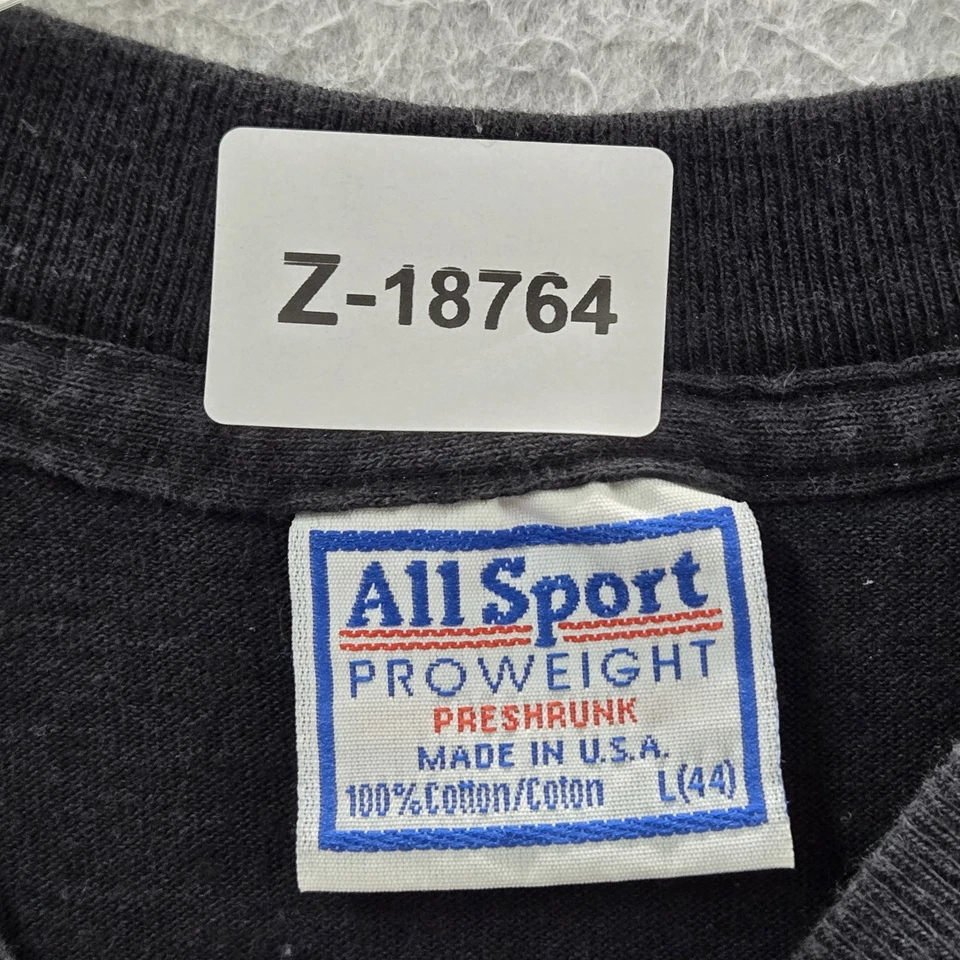 Z-18764
All Sport
PROWEIGHT
PRESHRUNK
MADE IN U.S.A.
100% Cotton/Coton L(44)